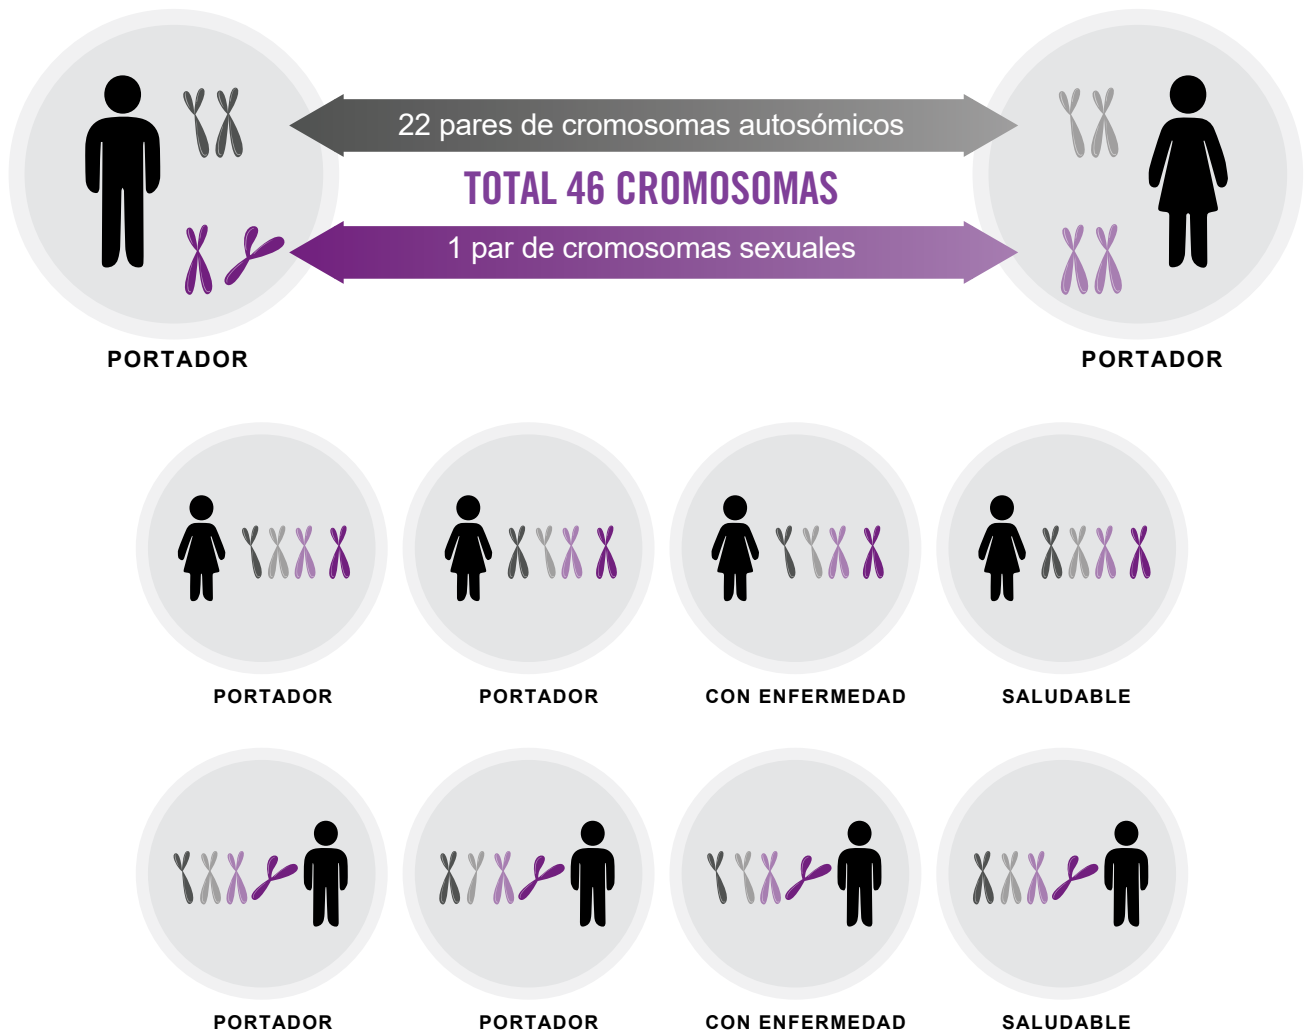 22 pares de cromosomas autosómicos
TOTAL 46 CROMOSOMAS
1 par de cromosomas sexuales
PORTADOR
PORTADOR
PORTADOR
PORTADOR
CON ENFERMEDAD
SALUDABLE
PORTADOR
PORTADOR
CON ENFERMEDAD
SALUDABLE